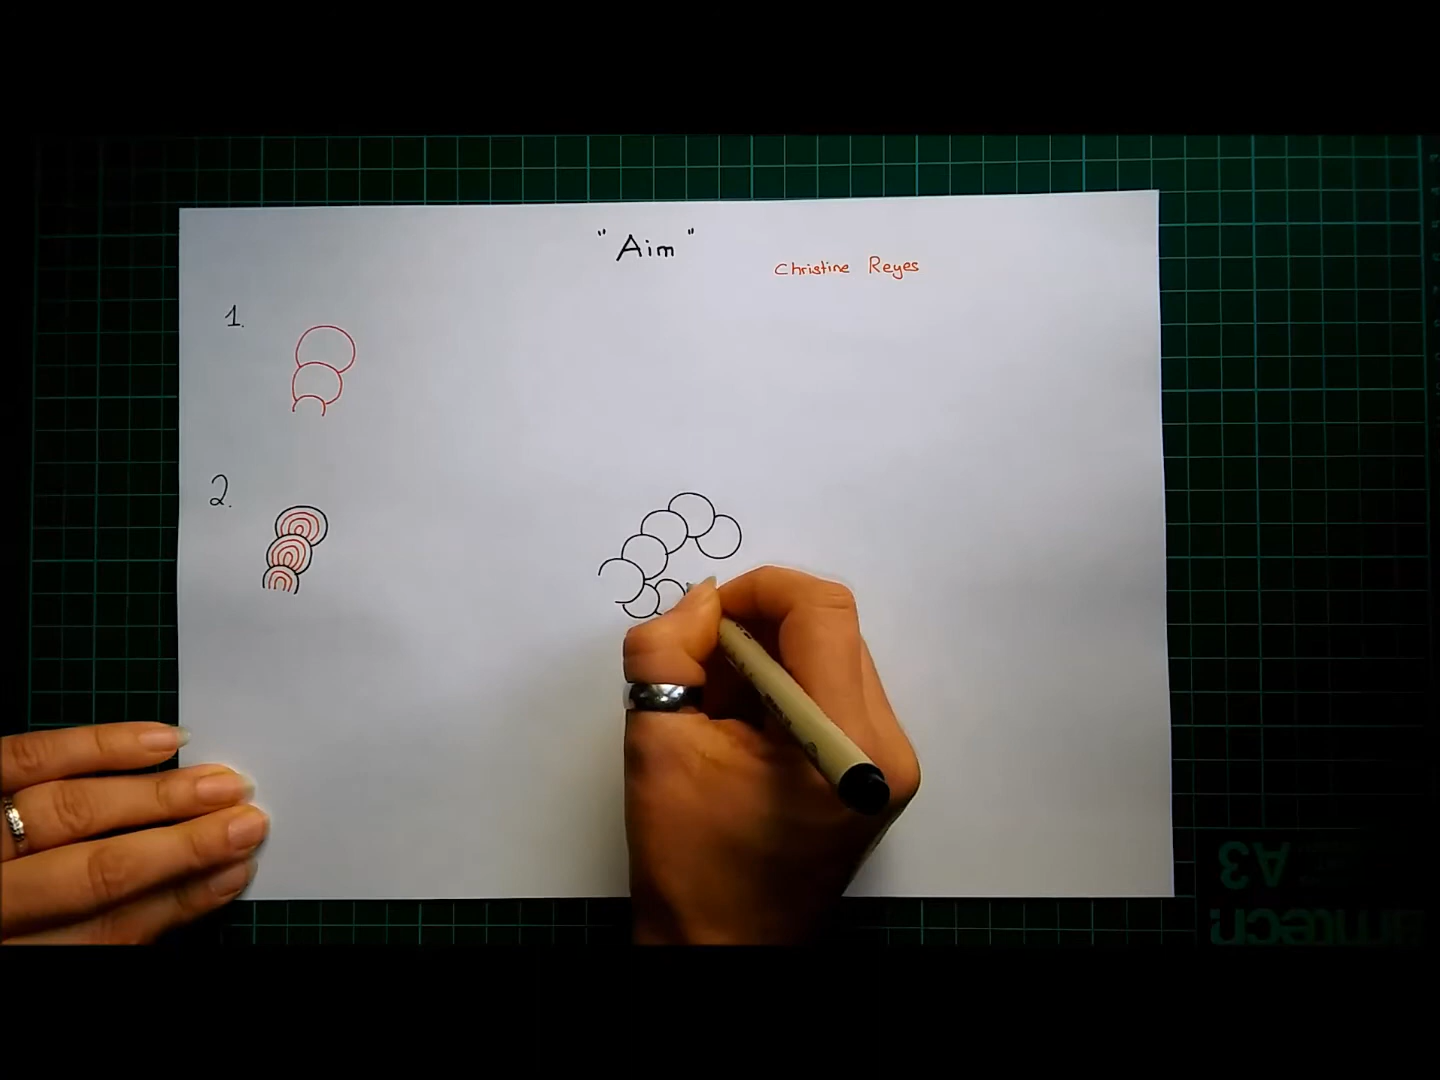 "Aim"
Christine Reyes
1.
2.
A3